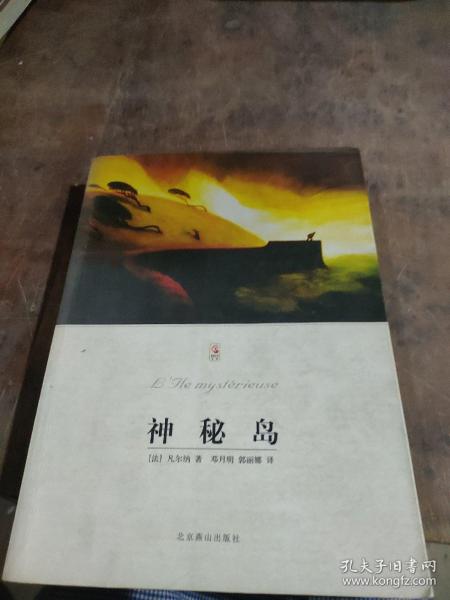 L'Ile mystérieuse
神秘岛
[法] 凡尔纳 著 邓月明 郭丽娜 译
北京燕山出版社
孔夫子旧书网
www.kongfz.com